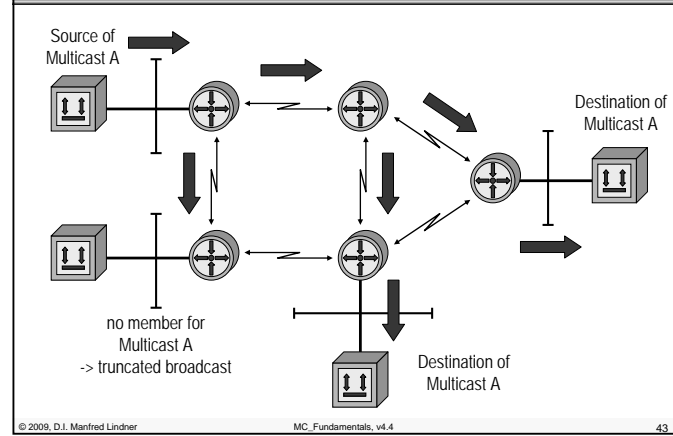 Source of
Multicast A
Destination of
Multicast A
no member for
Multicast A
-> truncated broadcast
Destination of
Multicast A
© 2009, D.I. Manfred Lindner
MC_Fundamentals, v4.4
43